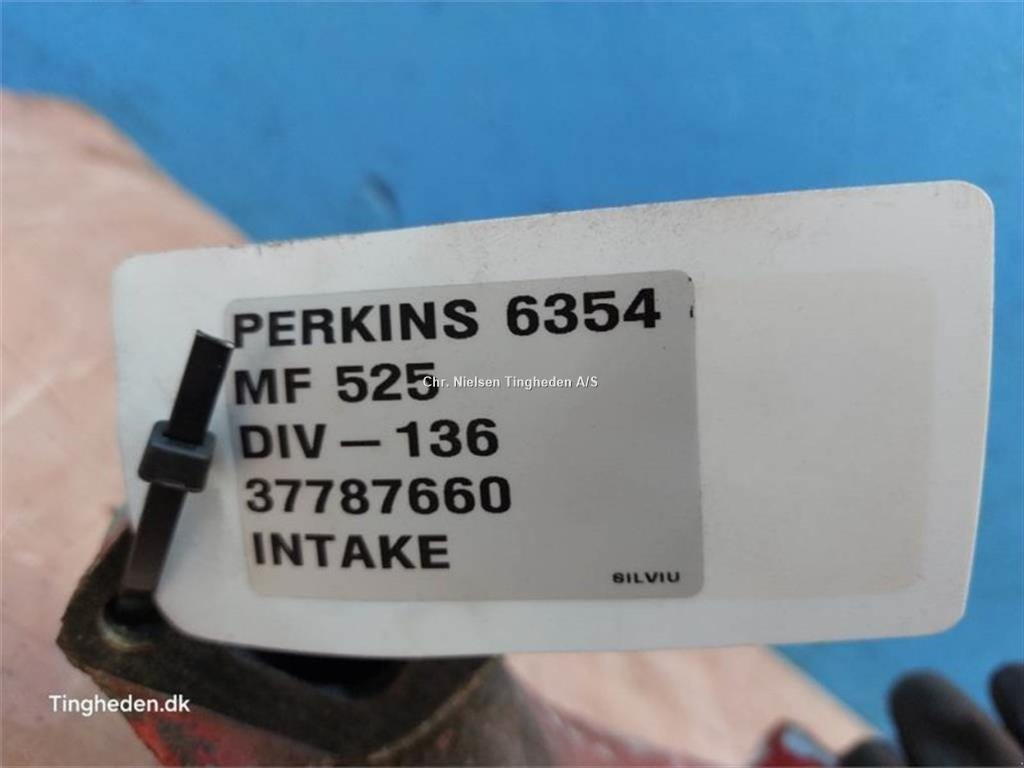 PERKINS 6354
MF 525
Chr. Nielsen Tingheden A/S
DIV – 136
37787660
INTAKE
SILVIU
Tingheden.dk